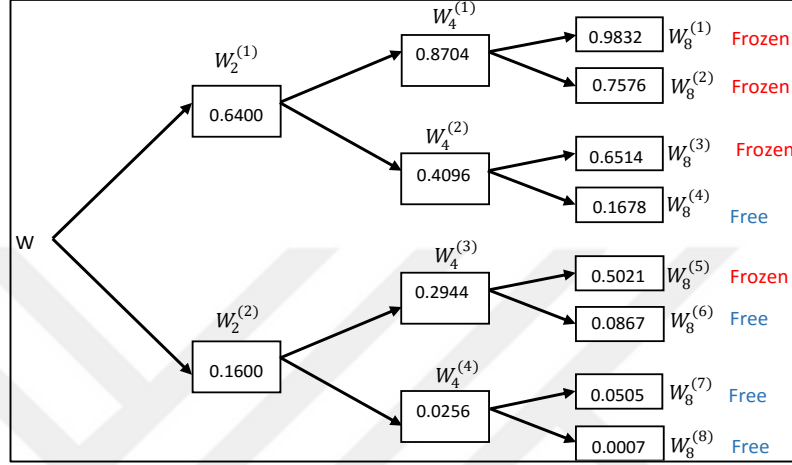 W
W_2^{(1)}
0.6400
W_2^{(2)}
0.1600
W_4^{(1)}
0.8704
W_4^{(2)}
0.4096
W_4^{(3)}
0.2944
W_4^{(4)}
0.0256
0.9832 W_8^{(1)} Frozen
0.7576 W_8^{(2)} Frozen
0.6514 W_8^{(3)} Frozen
0.1678 W_8^{(4)} Free
0.5021 W_8^{(5)} Frozen
0.0867 W_8^{(6)} Free
0.0505 W_8^{(7)} Free
0.0007 W_8^{(8)} Free